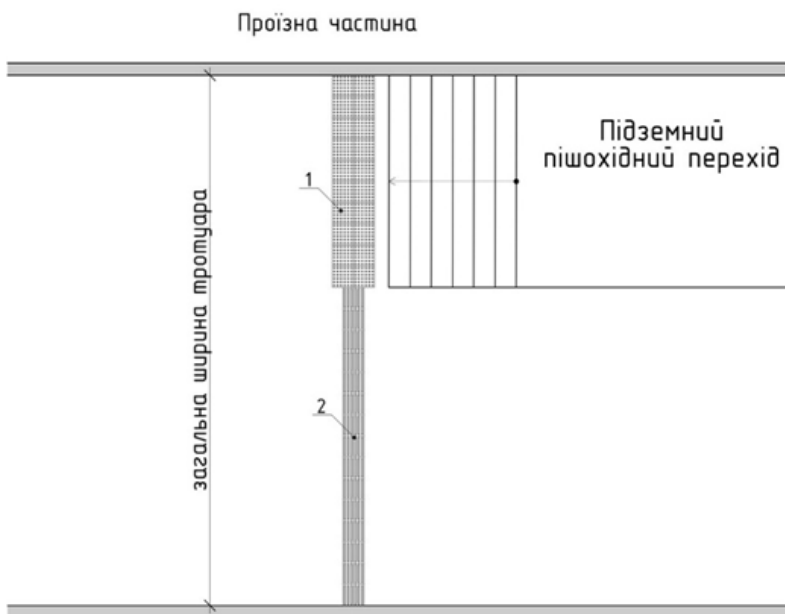 Проїзна частина
Підземний
пішохідний перехід
1
загальна ширина тротуара
2